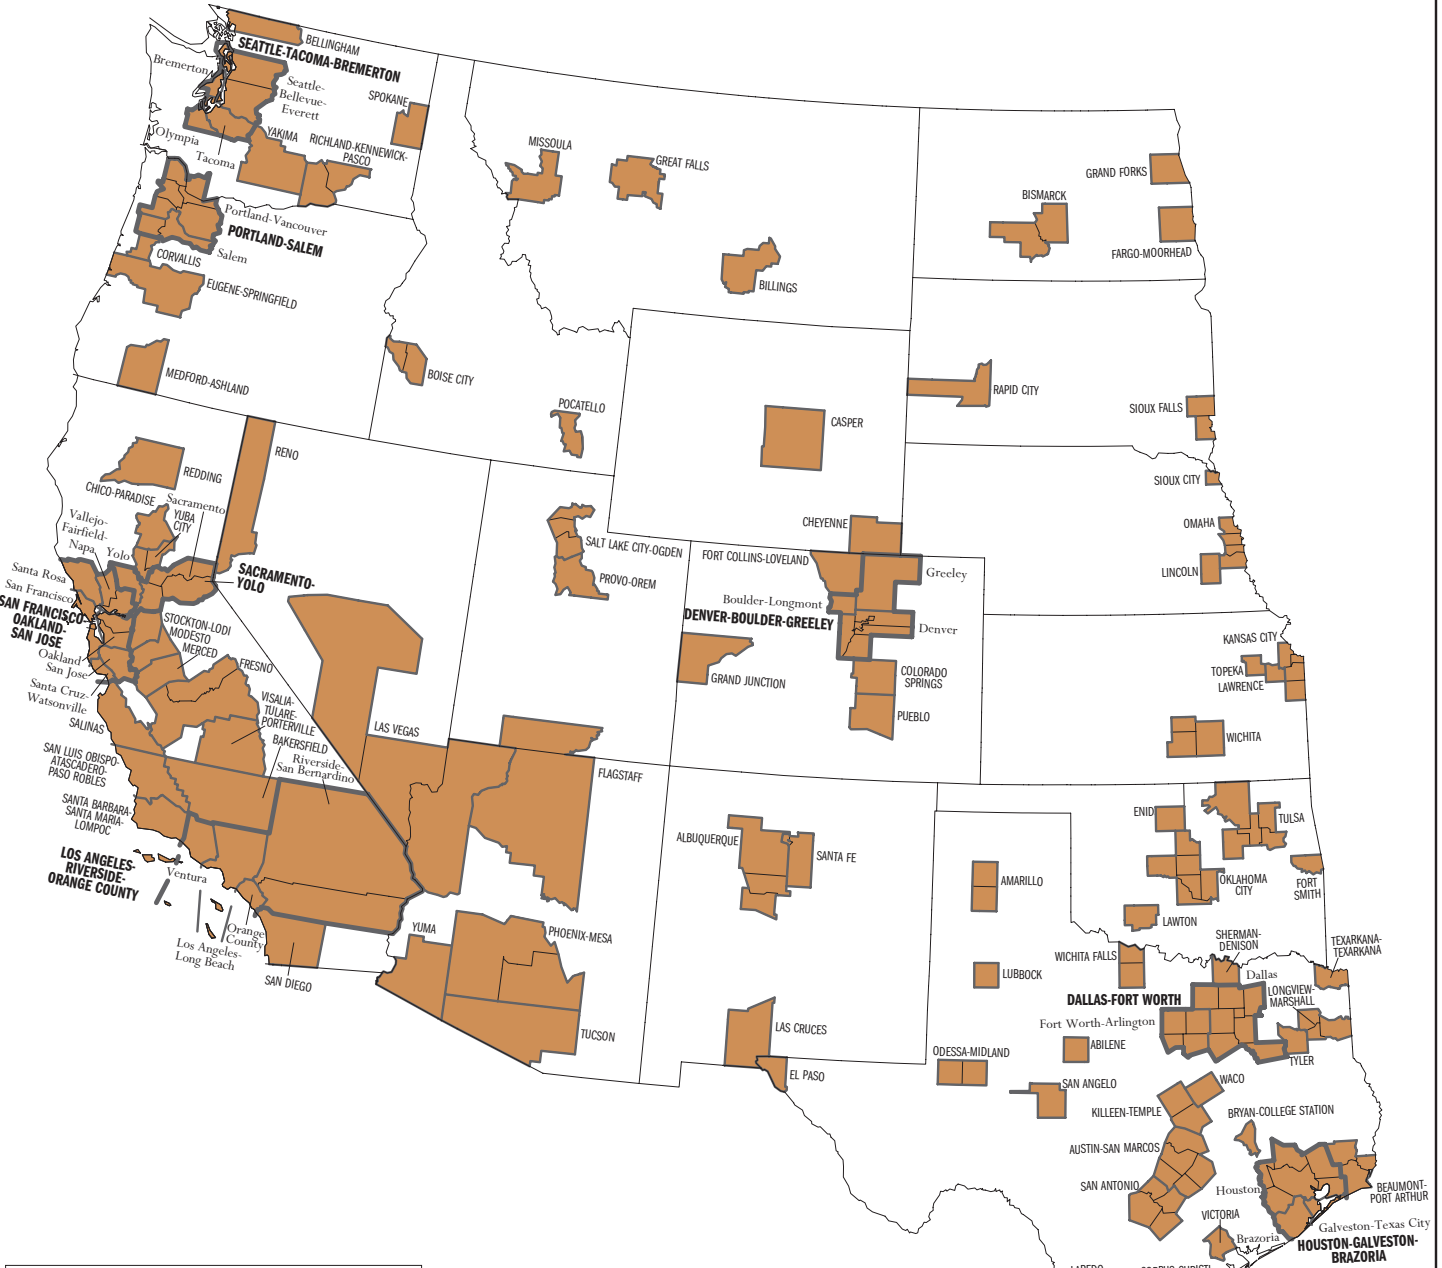 BELLINGHAM
SEATTLE-TACOMA-BREMERTON
Bremerton
Seattle-
Bellevue-
Everett
SPOKANE
Olympia
Tacoma
YAKIMA
RICHLAND-KENNEWICK-
PASCO
MISSOULA
GREAT FALLS
GRAND FORKS
BISMARCK
FARGO-MOORHEAD
Portland-Vancouver
PORTLAND-SALEM
Salem
CORVALLIS
EUGENE-SPRINGFIELD
BILLINGS
MEDFORD-ASHLAND
BOISE CITY
POCATELLO
CASPER
RAPID CITY
SIOUX FALLS
RENO
REDDING
CHICO-PARADISE
Sacramento
YUBA
CITY
Vallejo-
Fairfield-
Napa
Yolo
SIOUX CITY
OMAHA
LINCOLN
CHEYENNE
SALT LAKE CITY-OGDEN
PROVO-OREM
FORT COLLINS-LOVELAND
Greeley
Boulder-Longmont
DENVER-BOULDER-GREELEY
Denver
Santa Rosa
San Francisco
SAN FRANCISCO-
OAKLAND-
SAN JOSE
SACRAMENTO-
YOLO
STOCKTON-LODI
MODESTO
MERCED
Oakland
San Jose
Santa Cruz-
Watsonville
FRESNO
GRAND JUNCTION
COLORADO
SPRINGS
PUEBLO
KANSAS CITY
TOPEKA
LAWRENCE
WICHITA
SALINAS
VISALIA-
TULARE-
PORTERVILLE
BAKERSFIELD
Riverside-
San Bernardino
LAS VEGAS
SAN LUIS OBISPO-
ATASCADERO-
PASO ROBLES
SANTA BARBARA-
SANTA MARIA-
LOMPOC
FLAGSTAFF
LOS ANGELES-
RIVERSIDE-
ORANGE COUNTY
Ventura
Orange
County
Los Angeles-
Long Beach
SAN DIEGO
YUMA
PHOENIX-MESA
TUCSON
ALBUQUERQUE
SANTA FE
AMARILLO
ENID
TULSA
OKLAHOMA
CITY
FORT
SMITH
LAWTON
LUBBOCK
WICHITA FALLS
SHERMAN-
DENISON
TEXARKANA-
TEXARKANA
Dallas
DALLAS-FORT WORTH
LONGVIEW-
MARSHALL
Fort Worth-Arlington
LAS CRUCES
EL PASO
ODESSA-MIDLAND
ABILENE
TYLER
SAN ANGELO
WACO
KILLEEN-TEMPLE
BRYAN-COLLEGE STATION
AUSTIN-SAN MARCOS
SAN ANTONIO
Houston
BEAUMONT-
PORT ARTHUR
VICTORIA
Brazoria
Galveston-Texas City
HOUSTON-GALVESTON-
BRAZORIA